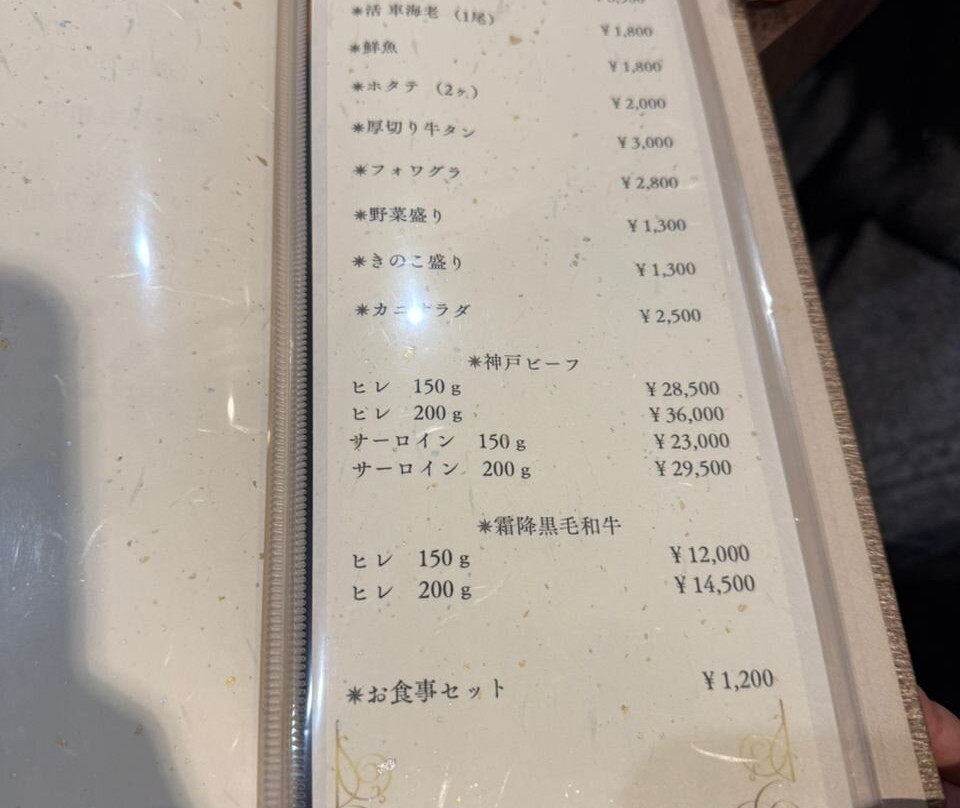 ✷活 車海老 (1尾) ¥1,800
✷鮮魚 ¥1,800
✷ホタテ (2ヶ) ¥2,000
✷厚切り牛タン ¥3,000
✷フォワグラ ¥2,800
✷野菜盛り ¥1,300
✷きのこ盛り ¥1,300
✷カニサラダ ¥2,500
✷神戸ビーフ
ヒレ 150g ¥28,500
ヒレ 200g ¥36,000
サーロイン 150g ¥23,000
サーロイン 200g ¥29,500
✷霜降黒毛和牛
ヒレ 150g ¥12,000
ヒレ 200g ¥14,500
✷お食事セット ¥1,200